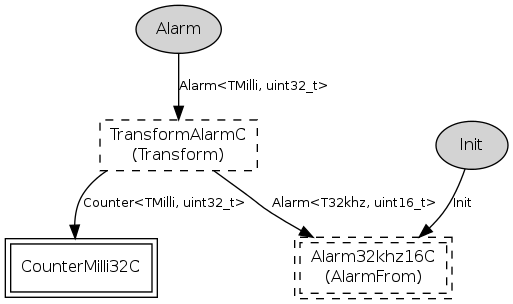 Alarm
Alarm<TMilli, uint32_t>
TransformAlarmC
(Transform)
Init
Counter<TMilli, uint32_t>
Alarm<T32khz, uint16_t>
Init
CounterMilli32C
Alarm32khz16C
(AlarmFrom)